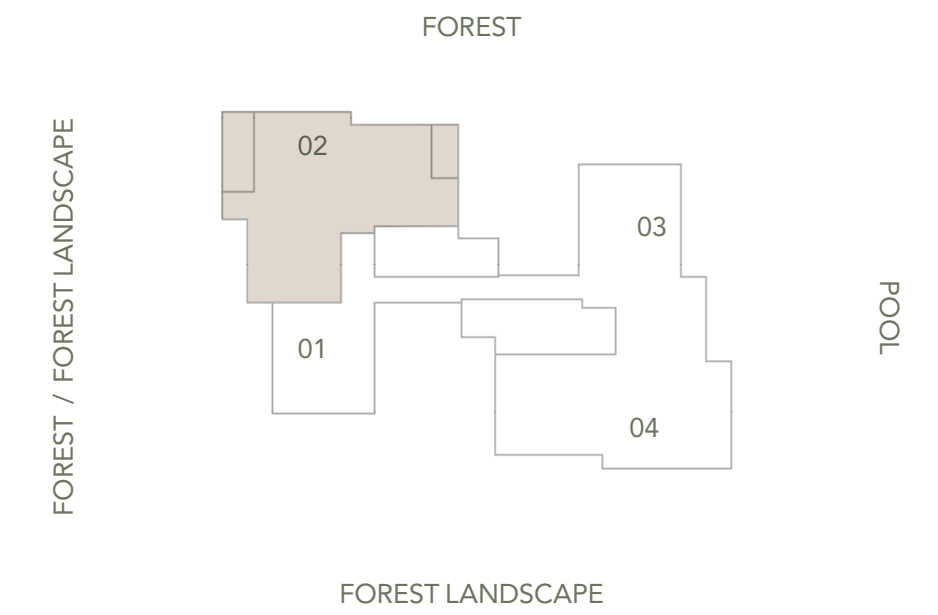 FOREST
FOREST / FOREST LANDSCAPE
02
03
POOL
01
04
FOREST LANDSCAPE